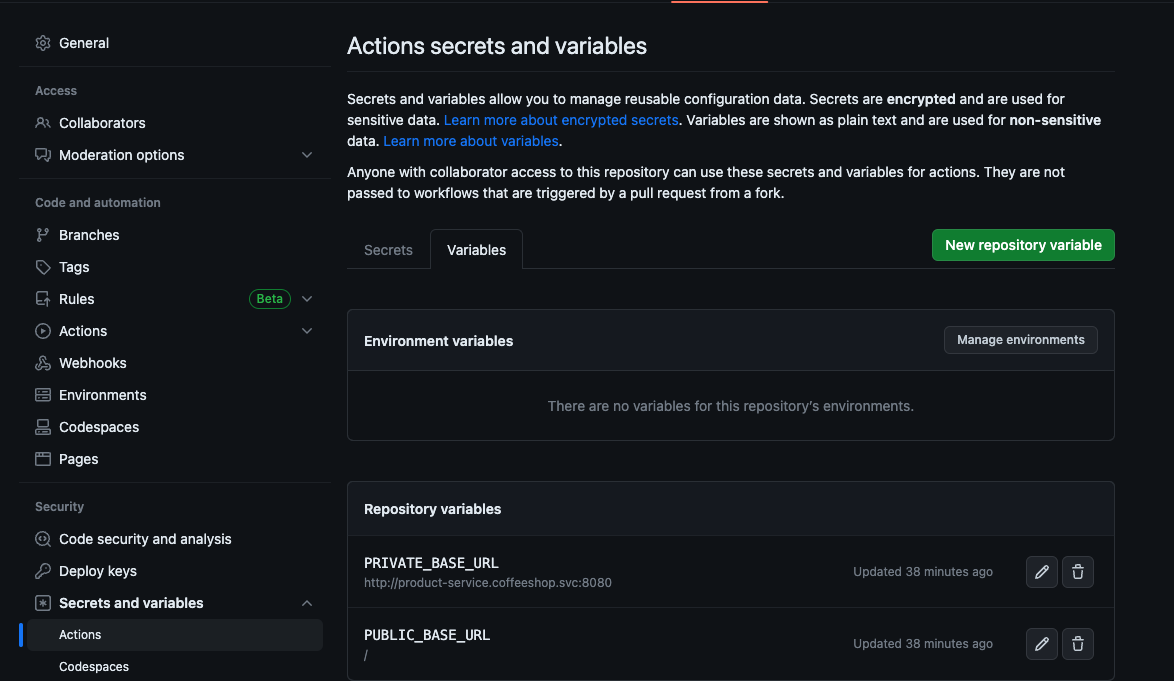 General
Access
Collaborators
Moderation options
Code and automation
Branches
Tags
Rules Beta
Actions
Webhooks
Environments
Codespaces
Pages
Security
Code security and analysis
Deploy keys
Secrets and variables
Actions
Codespaces
Actions secrets and variables
Secrets and variables allow you to manage reusable configuration data. Secrets are encrypted and are used for
sensitive data. Learn more about encrypted secrets. Variables are shown as plain text and are used for non-sensitive
data. Learn more about variables.
Anyone with collaborator access to this repository can use these secrets and variables for actions. They are not
passed to workflows that are triggered by a pull request from a fork.
Secrets Variables New repository variable
Environment variables Manage environments
There are no variables for this repository's environments.
Repository variables
PRIVATE_BASE_URL
http://product-service.coffeeshop.svc:8080
Updated 38 minutes ago
PUBLIC_BASE_URL
/
Updated 38 minutes ago